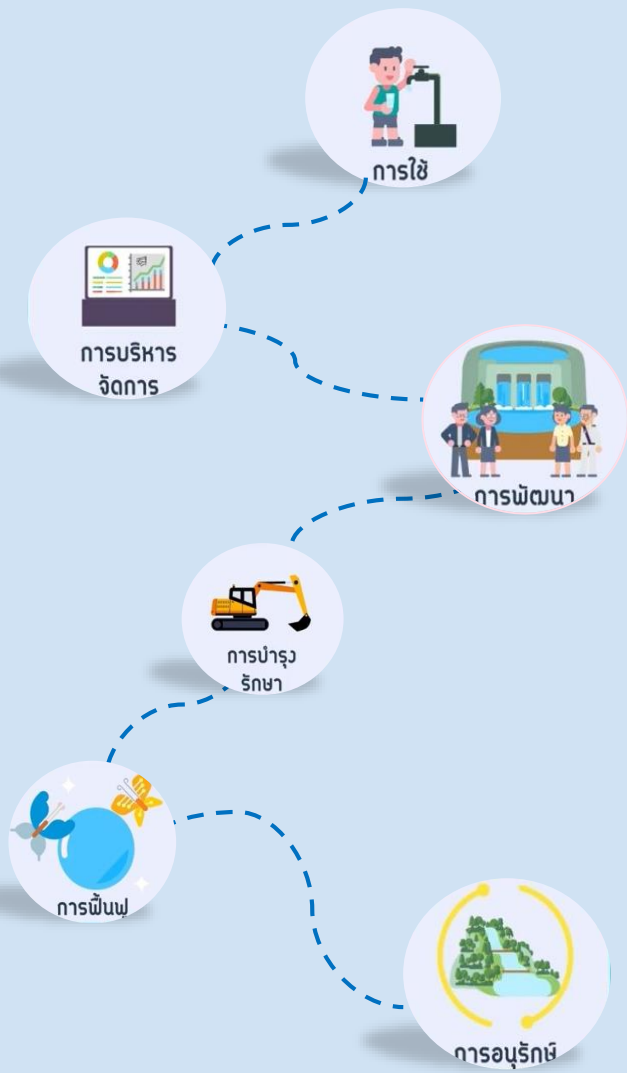 การใช้
การบริหาร
จัดการ
การพัฒนา
การบำรุง
รักษา
การฟื้นฟู
การอนุรักษ์